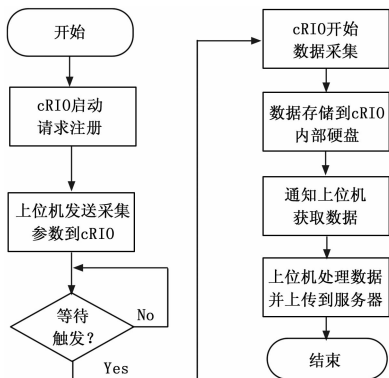 开始
cRIO启动
请求注册
上位机发送采集
参数到cRIO
等待
触发？
No
Yes
cRIO开始
数据采集
数据存储到cRIO
内部硬盘
通知上位机
获取数据
上位机处理数据
并上传到服务器
结束